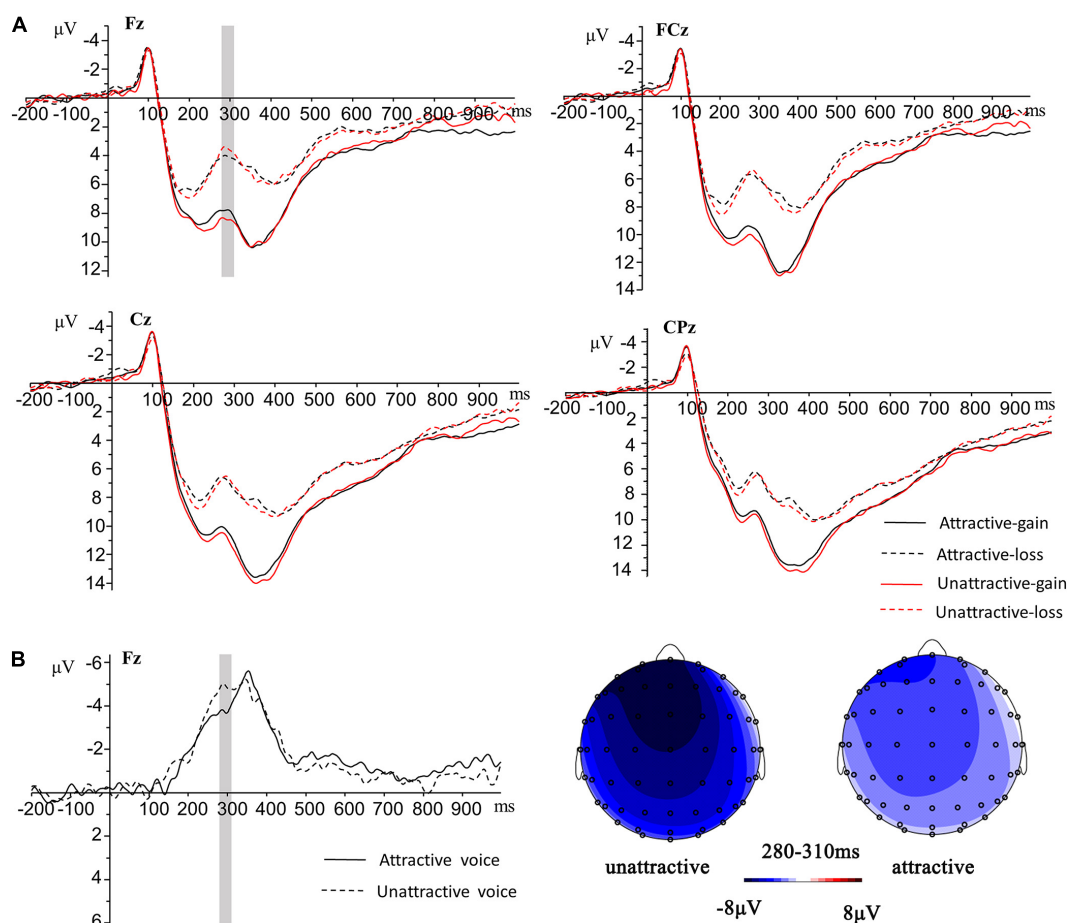 A
μV
Fz
-4
-2
-200 -100 100 200 300 400 500 600 700 800 900
ms
2
4
6
8
10
12
μV
FCz
-4
-2
-200 -100 100 200 300 400 500 600 700 800 900
ms
2
4
6
8
10
12
14
μV
Cz
-4
-2
-200 -100 100 200 300 400 500 600 700 800 900
ms
2
4
6
8
10
12
14
μV
CPz
-4
-2
-200 -100 100 200 300 400 500 600 700 800 900
ms
2
4
6
8
10
12
14
Attractive-gain
Attractive-loss
Unattractive-gain
Unattractive-loss
B
μV
Fz
-6
-4
-2
-200 -100 100 200 300 400 500 600 700 800 900
ms
2
4
6
Attractive voice
Unattractive voice
unattractive
280-310ms
attractive
-8μV
8μV